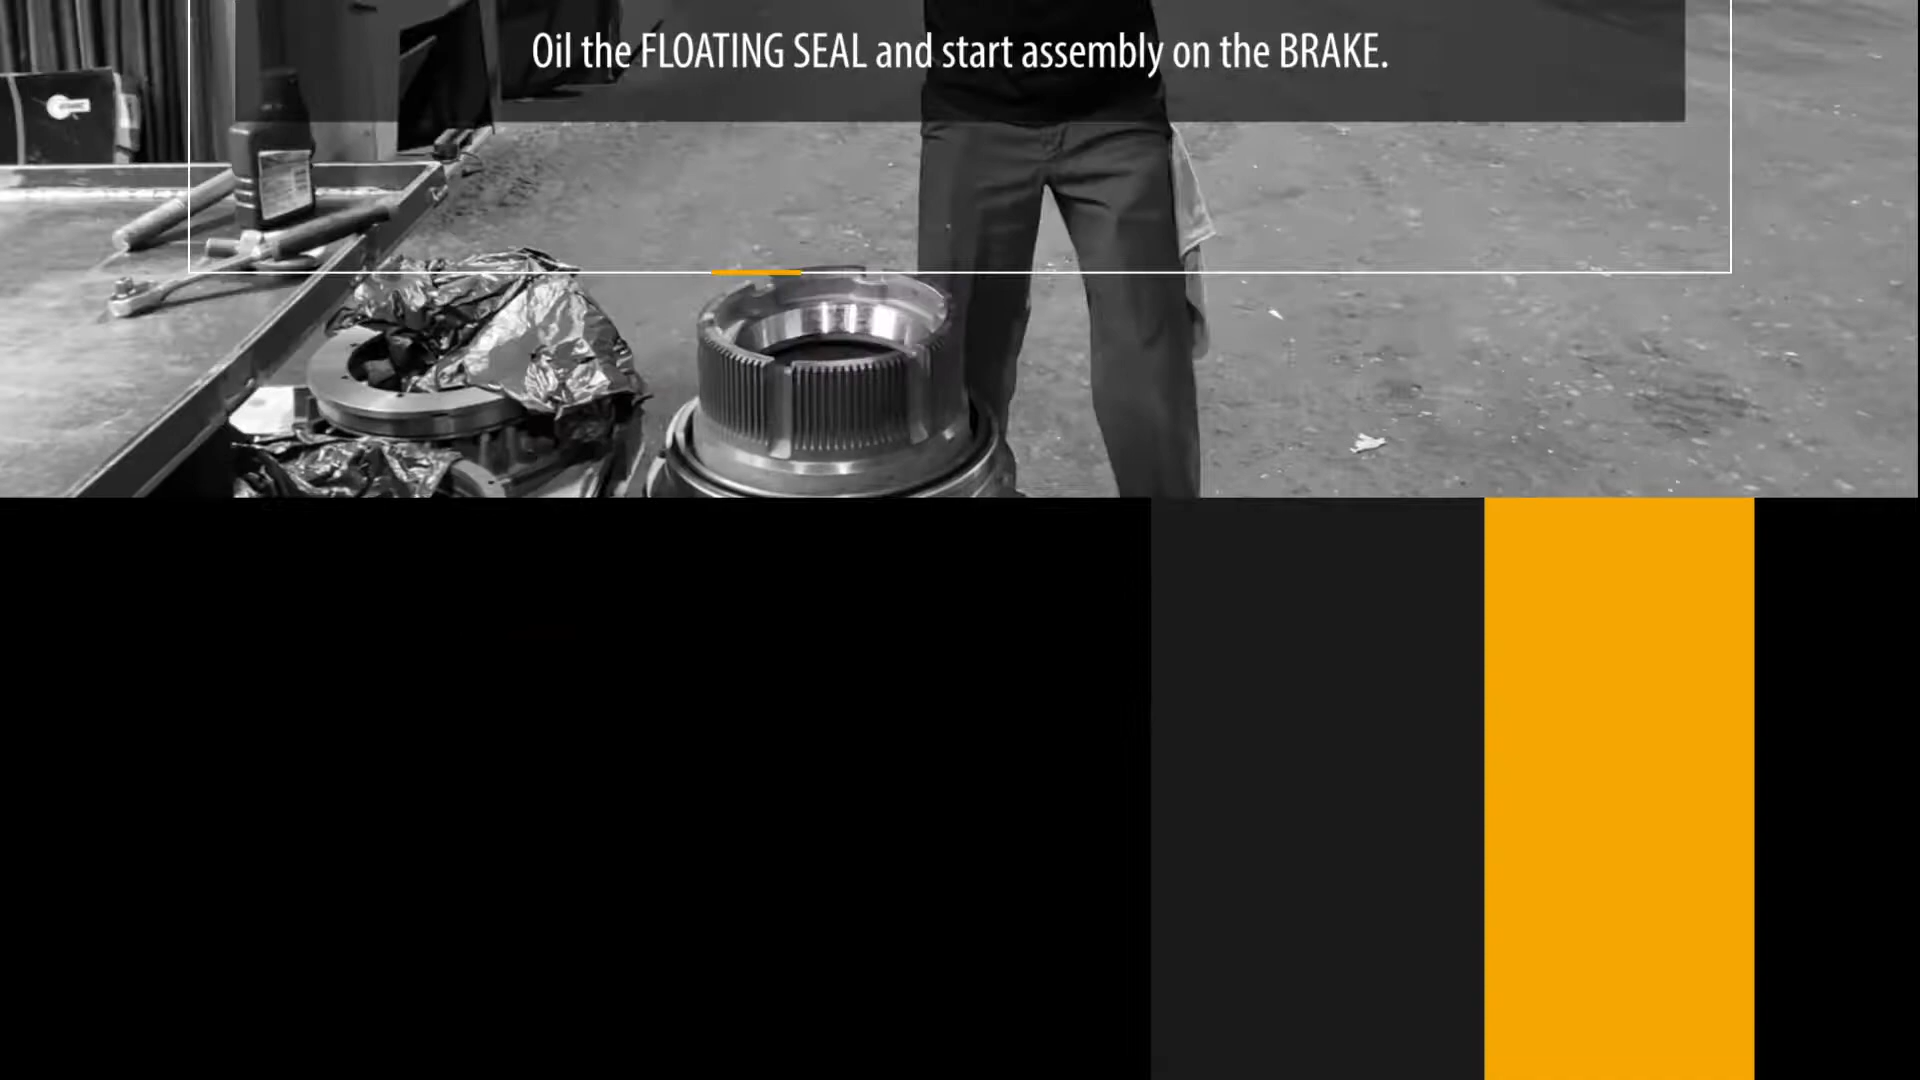 Oil the FLOATING SEAL and start assembly on the BRAKE.